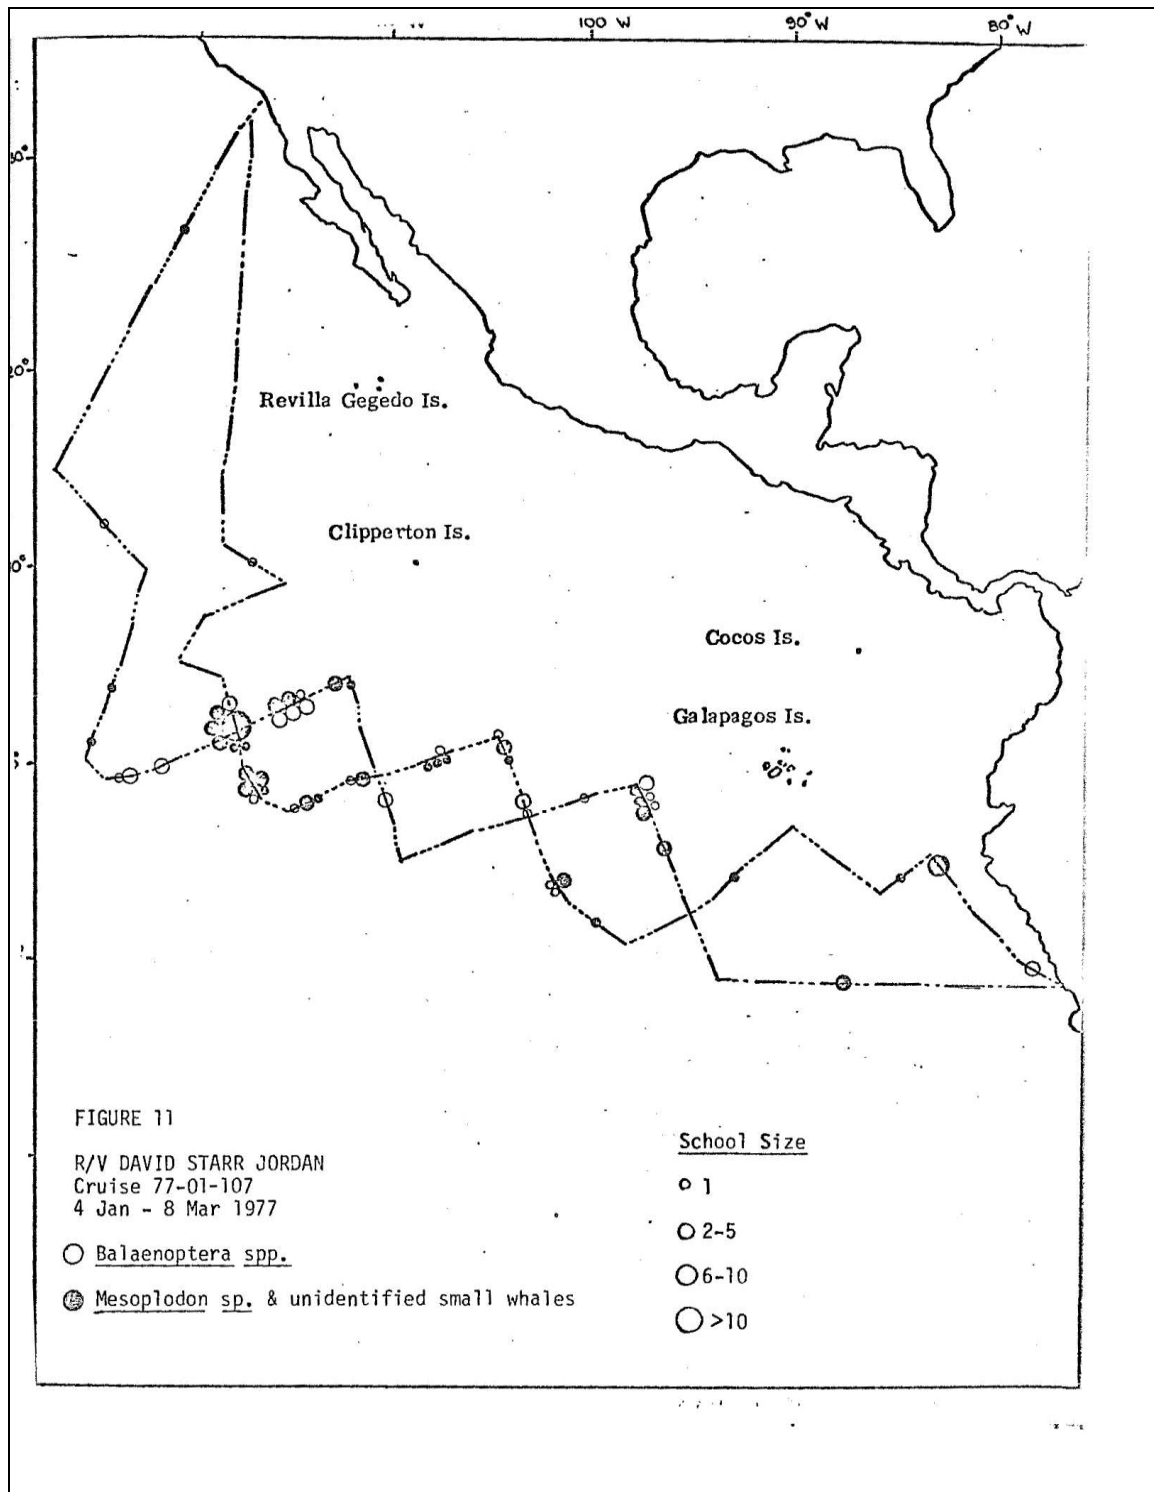 100 W
90° W
80° W
Revilla Gegedo Is.
Clipperton Is.
Cocos Is.
Galapagos Is.
FIGURE 11
R/V DAVID STARR JORDAN
Cruise 77-01-107
4 Jan - 8 Mar 1977
Balaenoptera spp.
Mesoplodon sp. & unidentified small whales
School Size
1
2-5
6-10
>10